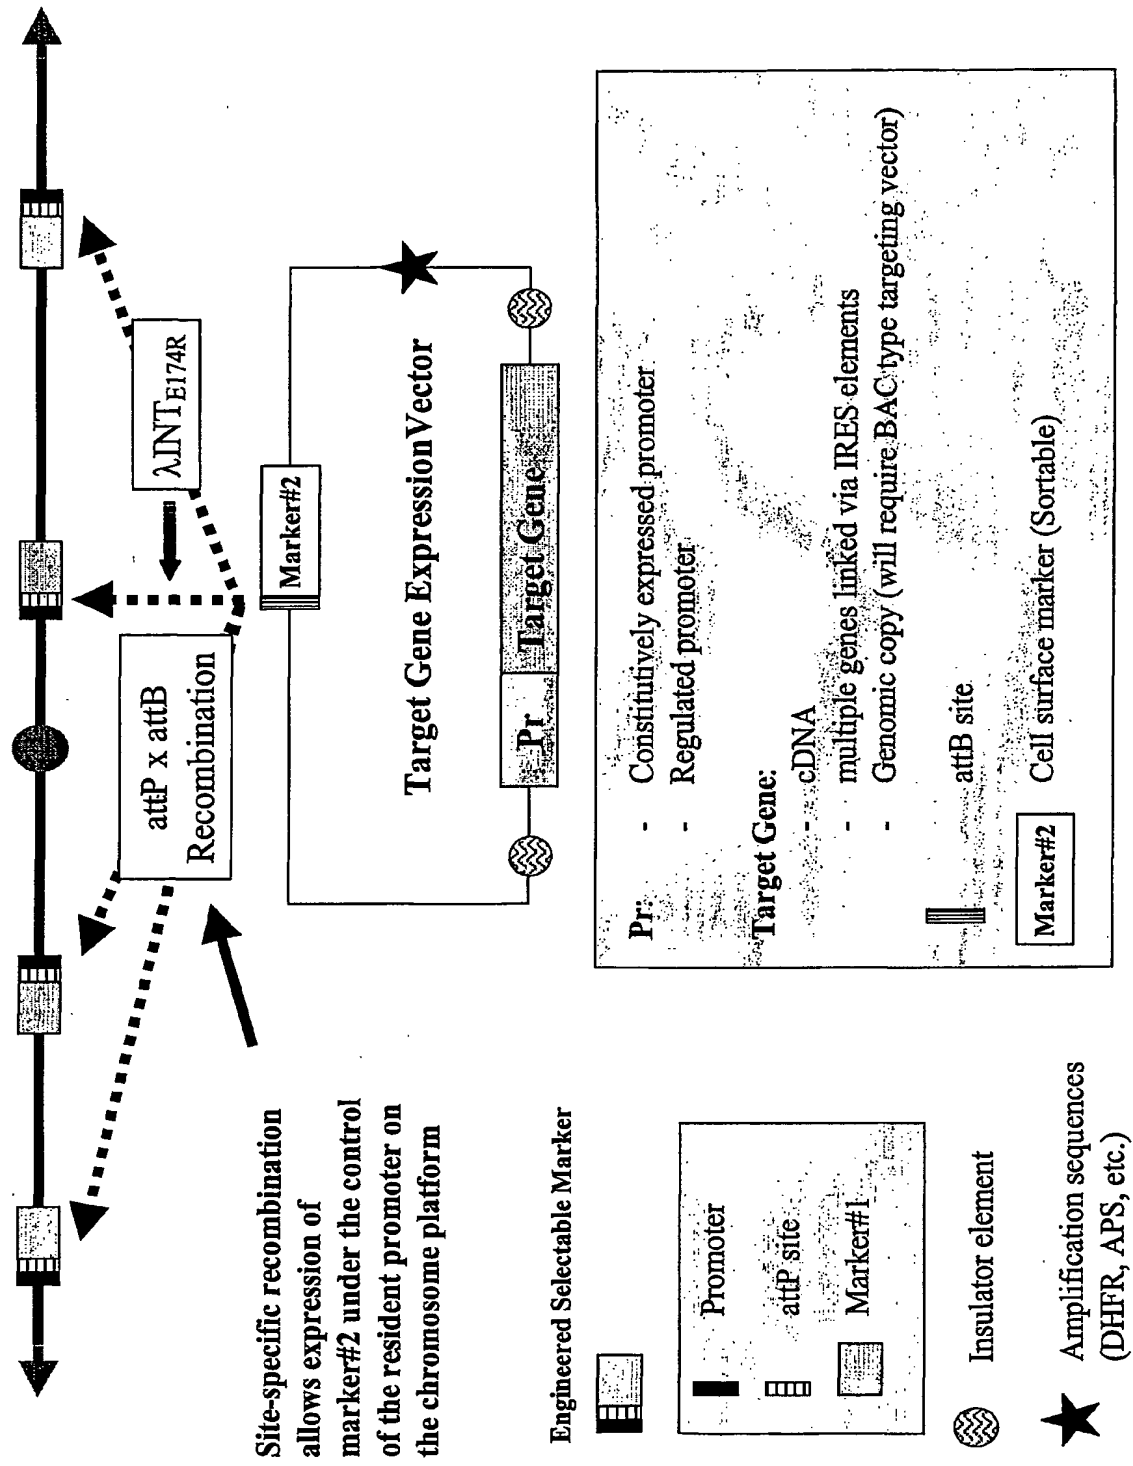 attP x attB
Recombination
λINT_E174R
Marker#2
Target Gene Expression Vector
Pr
Target Gene
Site-specific recombination
allows expression of
marker#2 under the control
of the resident promoter on
the chromosome platform
Engineered Selectable Marker
Promoter
attP site
Marker#1
Insulator element
Amplification sequences
(DHFR, APS, etc.)
Pr:
- Constitutively expressed promoter
- Regulated promoter
Target Gene:
- cDNA
- multiple genes linked via IRES elements
- Genomic copy (will require BAC type targeting vector)
attB site
Marker#2 Cell surface marker (Sortable)